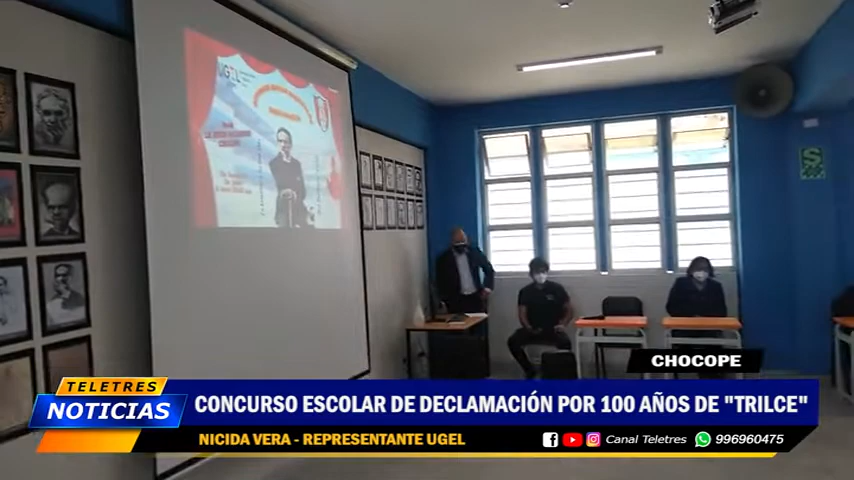 UGEL
S
CHOCOPE
TELETRES
NOTICIAS
CONCURSO ESCOLAR DE DECLAMACIÓN POR 100 AÑOS DE "TRILCE"
NICIDA VERA - REPRESENTANTE UGEL
Canal Teletres
996960475